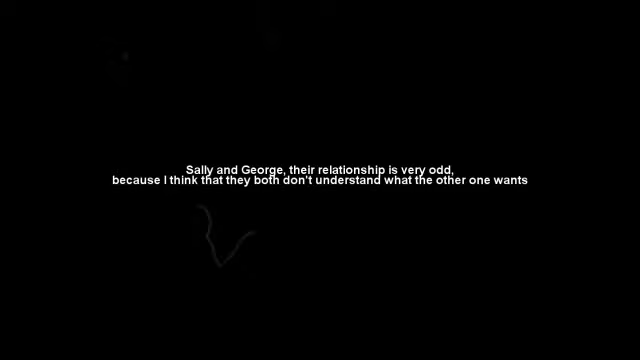 Sally and George, their relationship is very odd,
because I think that they both don't understand what the other one wants